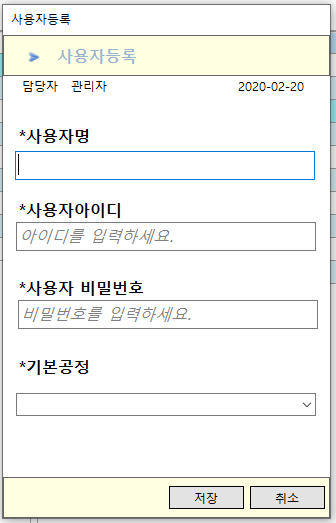 사용자등록
사용자등록
담당자 관리자 2020-02-20
*사용자명
*사용자아이디
아이디를 입력하세요.
*사용자 비밀번호
비밀번호를 입력하세요.
*기본공정
저장 취소